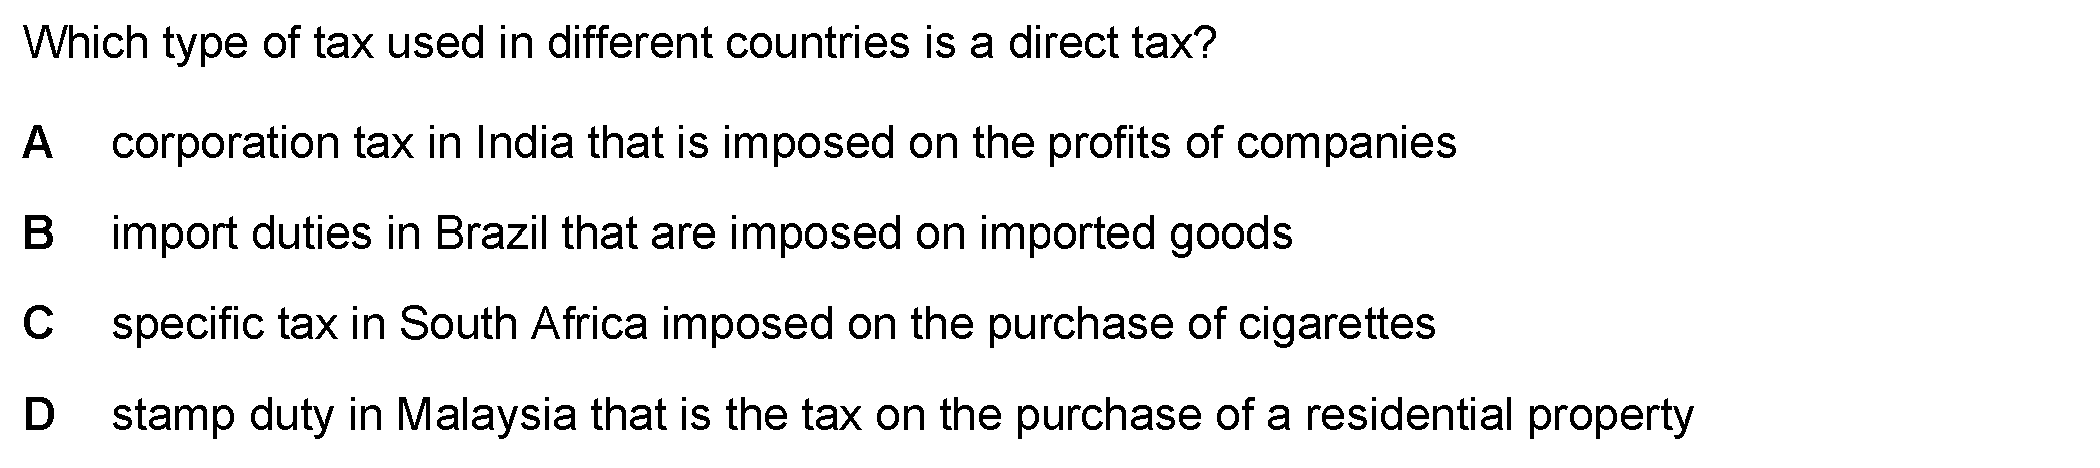 Which type of tax used in different countries is a direct tax?
A corporation tax in India that is imposed on the profits of companies
B import duties in Brazil that are imposed on imported goods
C specific tax in South Africa imposed on the purchase of cigarettes
D stamp duty in Malaysia that is the tax on the purchase of a residential property